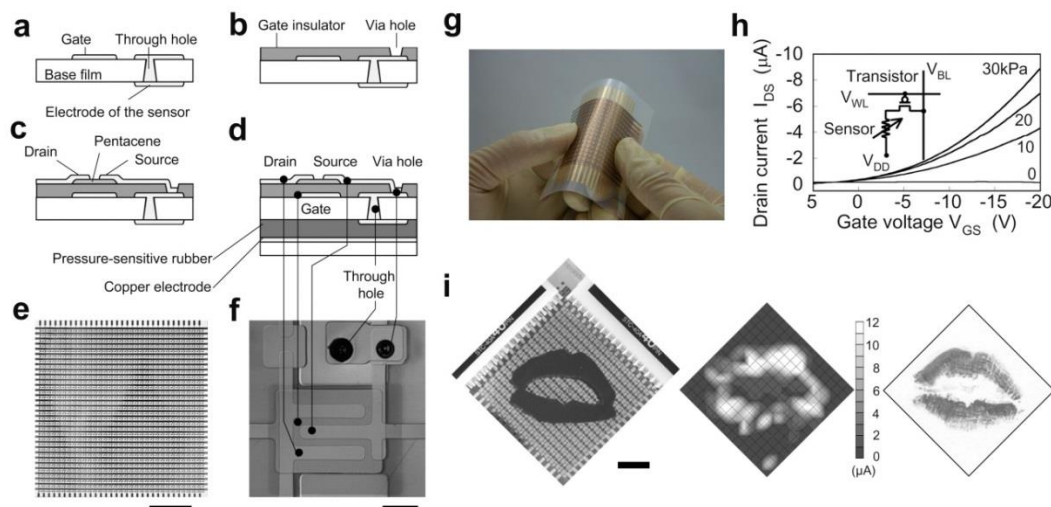 a
Gate
Through hole
Base film
Electrode of the sensor
b
Gate insulator
Via hole
c
Drain
Pentacene
Source
d
Drain
Source
Via hole
Gate
Pressure-sensitive rubber
Copper electrode
Through
hole
e
f
g
h
Drain current I_DS (μA)
-10
-8
-6
-4
-2
0
Transistor
V_BL
V_WL
Sensor
V_DD
30kPa
20
10
0
5
0
-5
-10
-15
-20
Gate voltage V_GS (V)
i
12
10
8
6
4
2
0
(μA)